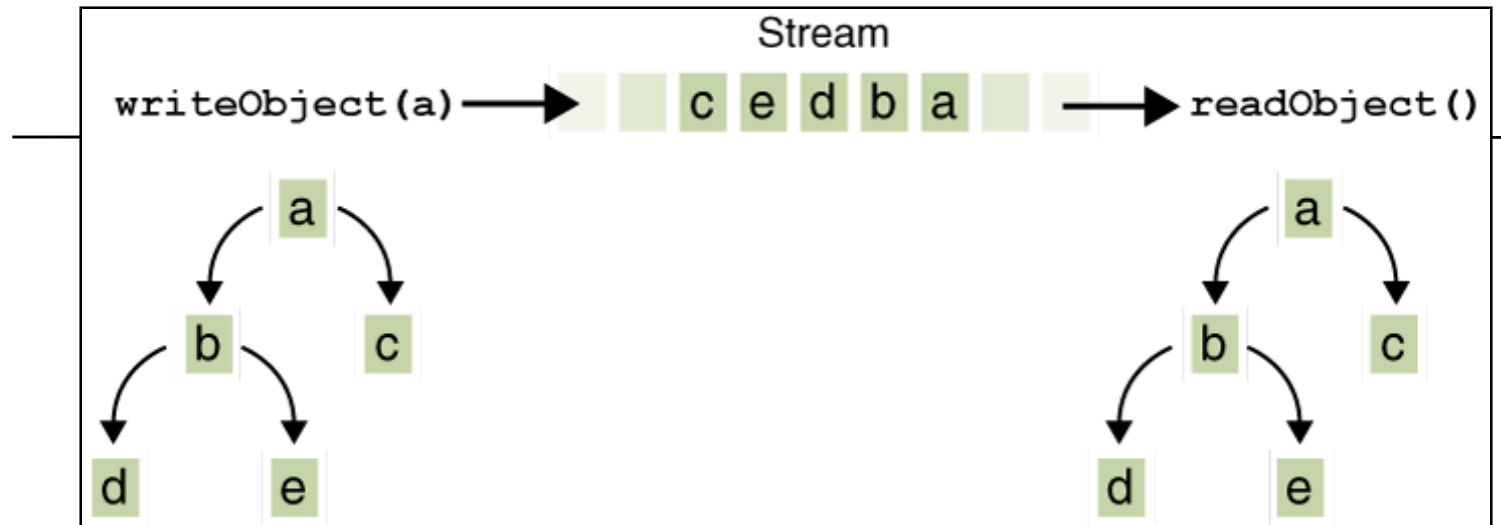 Stream
writeObject(a) c e d b a readObject()
a a
b c b c
d e d e